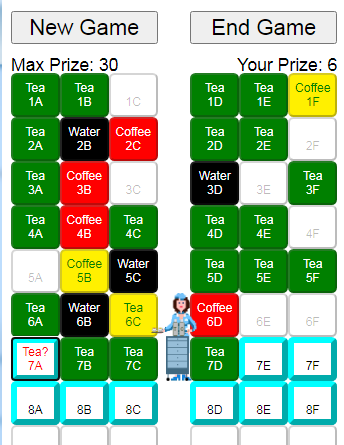 New Game End Game
Max Prize: 30 Your Prize: 6
Tea Tea Tea Tea Coffee
1A 1B 1C 1D 1E 1F
Tea Water Coffee Tea Tea
2A 2B 2C 2D 2E 2F
Tea Coffee Water Tea
3A 3B 3C 3D 3E 3F
Tea Coffee Tea Tea Tea
4A 4B 4C 4D 4E 4F
Coffee Water Tea Tea Tea
5A 5B 5C 5D 5E 5F
Tea Water Tea Coffee
6A 6B 6C 6D 6E 6F
Tea? Tea Tea Tea
7A 7B 7C 7D 7E 7F
8A 8B 8C 8D 8E 8F